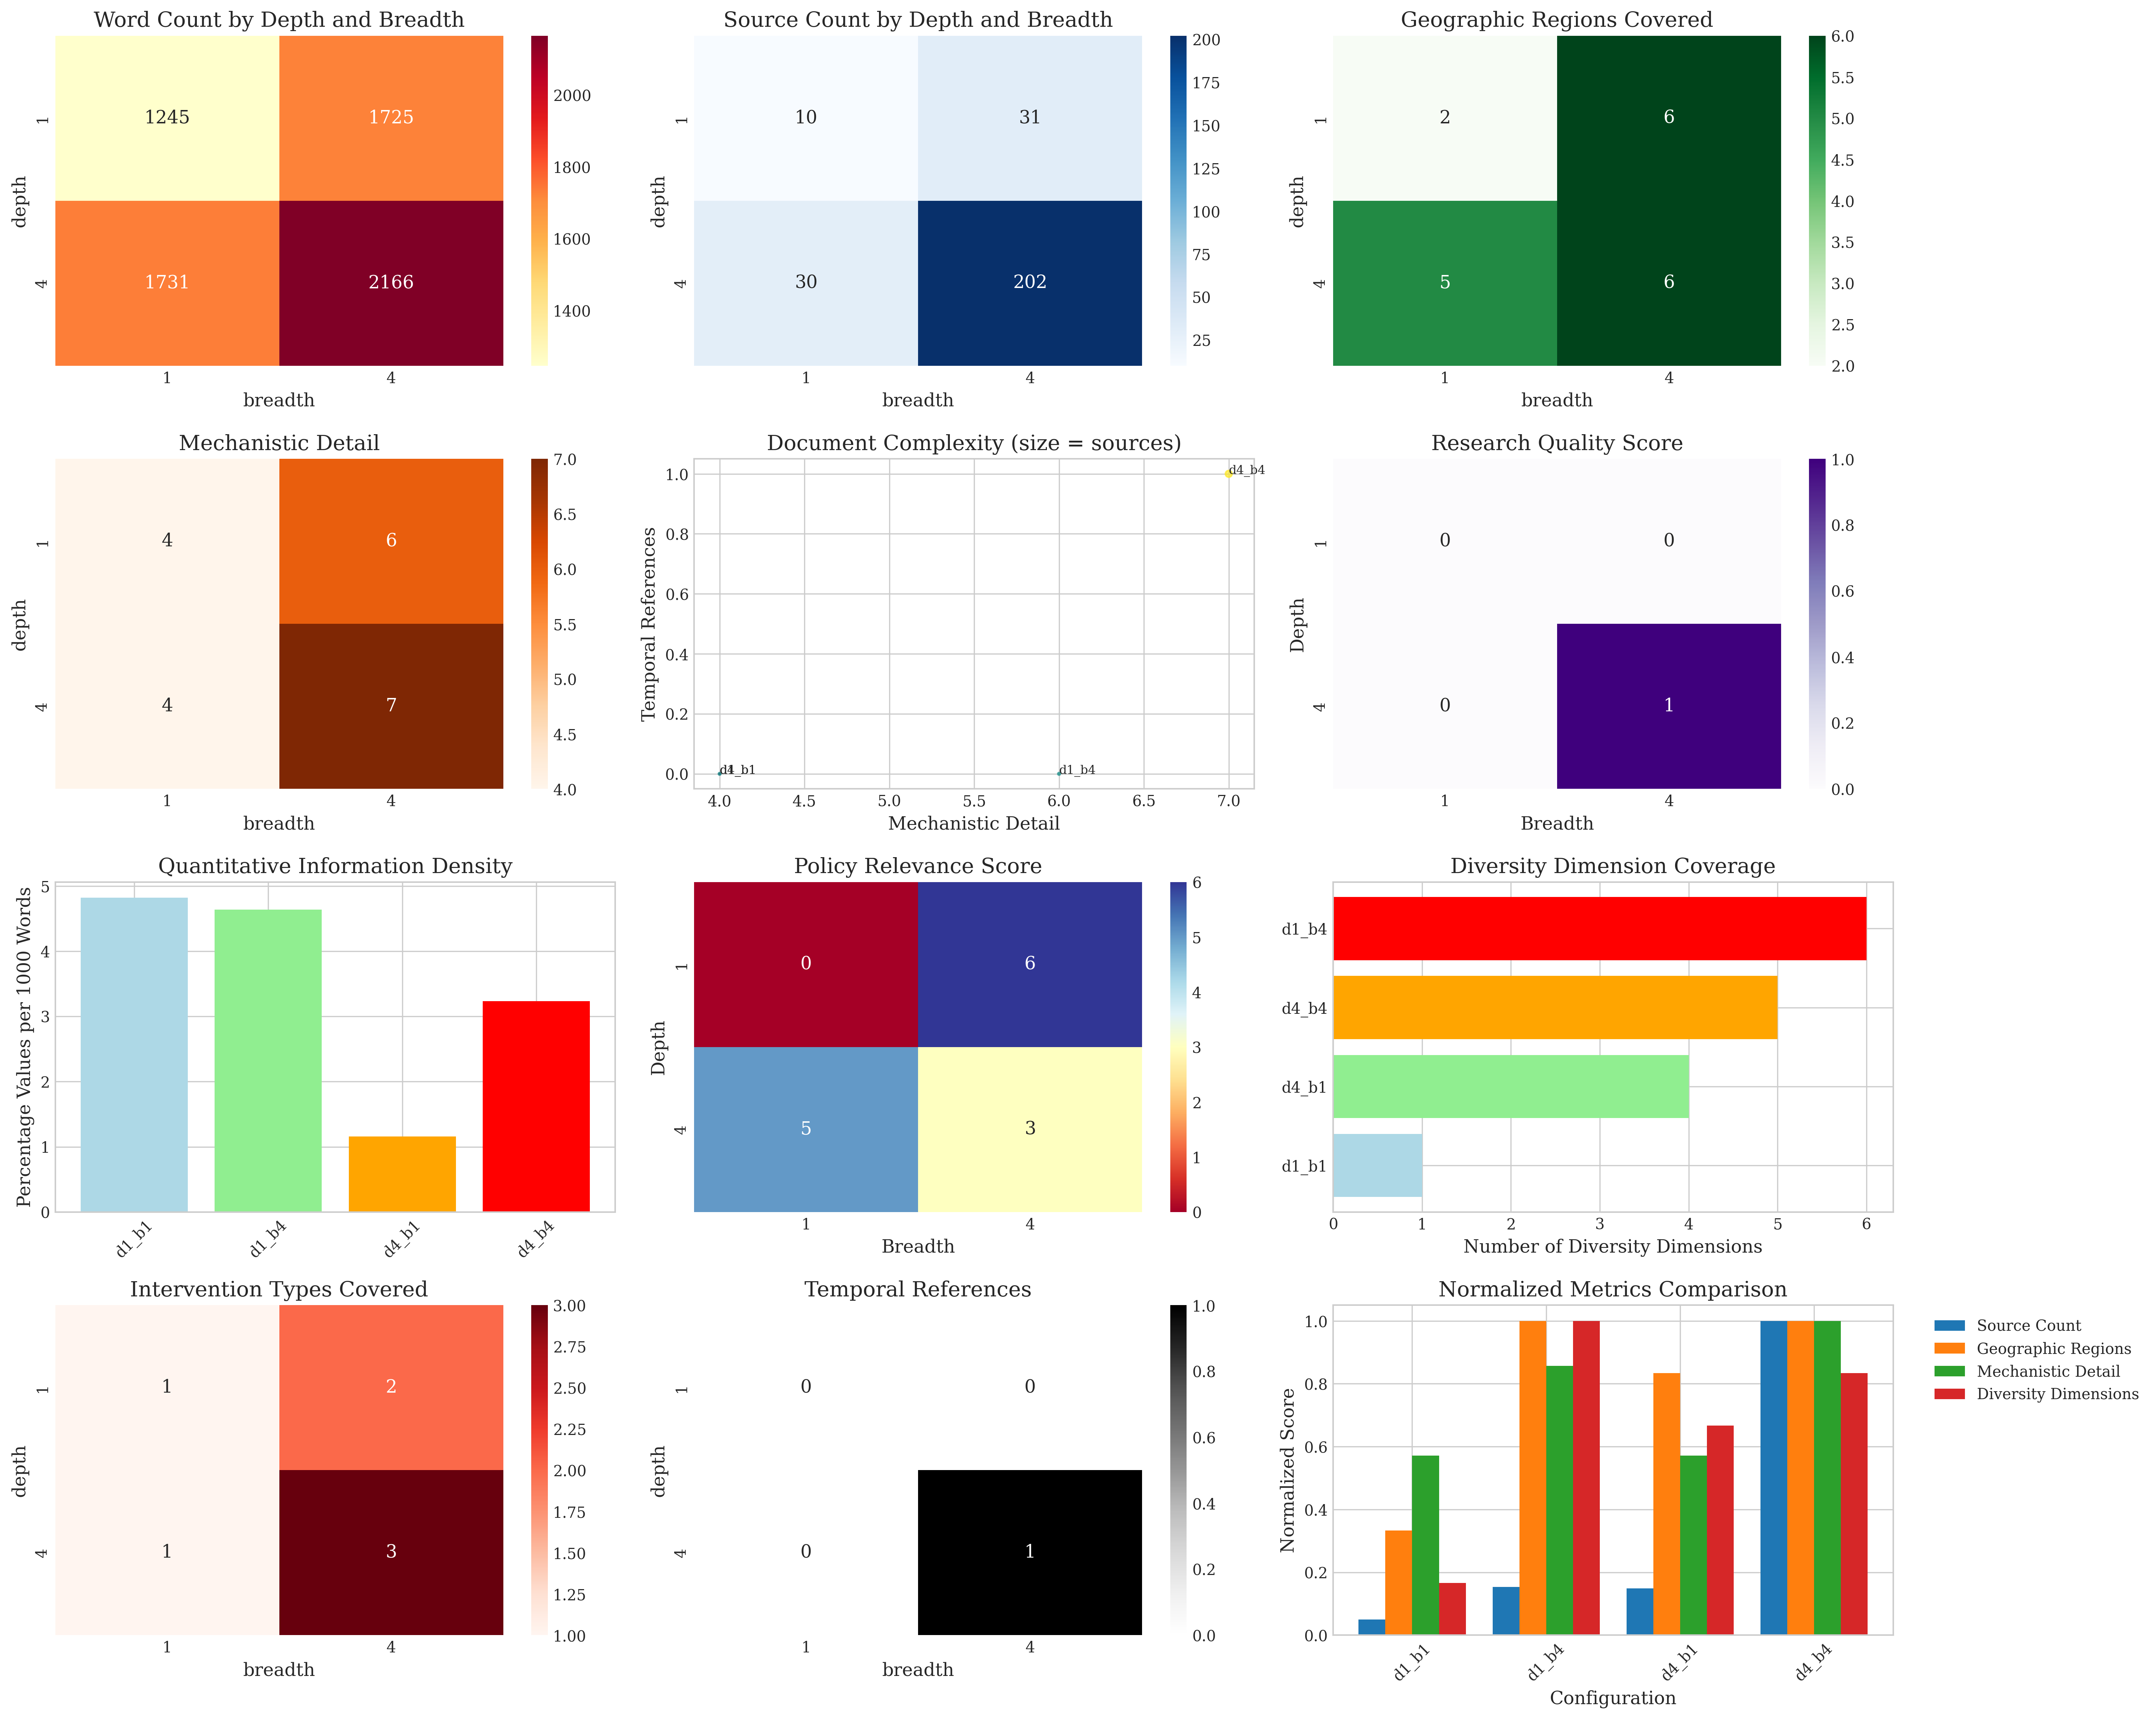 Word Count by Depth and Breadth
1245
1725
1731
2166
1
4
depth
1
4
breadth
2000
1800
1600
1400
Source Count by Depth and Breadth
10
31
30
202
1
4
depth
1
4
breadth
200
175
150
125
100
75
50
25
Geographic Regions Covered
2
6
5
6
1
4
depth
1
4
breadth
6.0
5.5
5.0
4.5
4.0
3.5
3.0
2.5
2.0
Mechanistic Detail
4
6
4
7
1
4
depth
1
4
breadth
7.0
6.5
6.0
5.5
5.0
4.5
4.0
Document Complexity (size = sources)
1.0
0.8
0.6
0.4
0.2
0.0
Temporal References
d4_b4
d4_b1
d1_b4
4.0
4.5
5.0
5.5
6.0
6.5
7.0
Mechanistic Detail
Research Quality Score
0
0
0
1
1
4
Depth
1
4
Breadth
1.0
0.8
0.6
0.4
0.2
0.0
Quantitative Information Density
5
4
3
2
1
0
Percentage Values per 1000 Words
d1_b1
d1_b4
d4_b1
d4_b4
Policy Relevance Score
0
6
5
3
1
4
Depth
1
4
Breadth
6
5
4
3
2
1
0
Diversity Dimension Coverage
d1_b4
d4_b4
d4_b1
d1_b1
0
1
2
3
4
5
6
Number of Diversity Dimensions
Intervention Types Covered
1
2
1
3
1
4
depth
1
4
breadth
3.00
2.75
2.50
2.25
2.00
1.75
1.50
1.25
1.00
Temporal References
0
0
0
1
1
4
depth
1
4
breadth
1.0
0.8
0.6
0.4
0.2
0.0
Normalized Metrics Comparison
1.0
0.8
0.6
0.4
0.2
0.0
Normalized Score
d1_b1
d1_b4
d4_b1
d4_b4
Configuration
Source Count
Geographic Regions
Mechanistic Detail
Diversity Dimensions